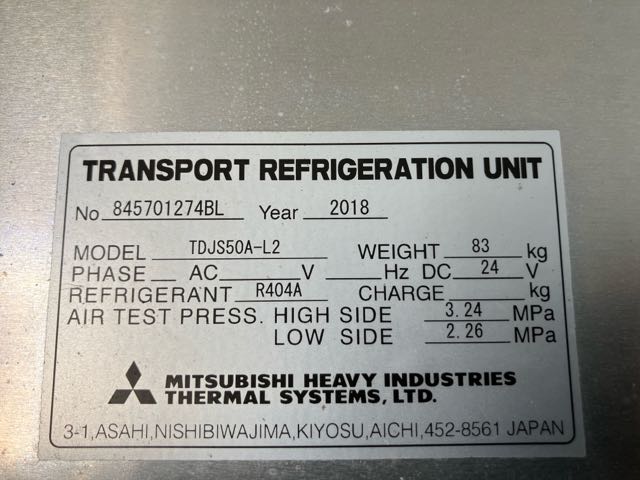 TRANSPORT REFRIGERATION UNIT
No. 845701274BL Year 2018
MODEL TDJS50A-L2 WEIGHT 83 kg
PHASE AC V Hz DC 24 V
REFRIGERANT R404A CHARGE kg
AIR TEST PRESS. HIGH SIDE 3.24 MPa
LOW SIDE 2.26 MPa
MITSUBISHI HEAVY INDUSTRIES
THERMAL SYSTEMS, LTD.
3-1,ASAHI,NISHIBIWAJIMA,KIYOSU,AICHI,452-8561 JAPAN